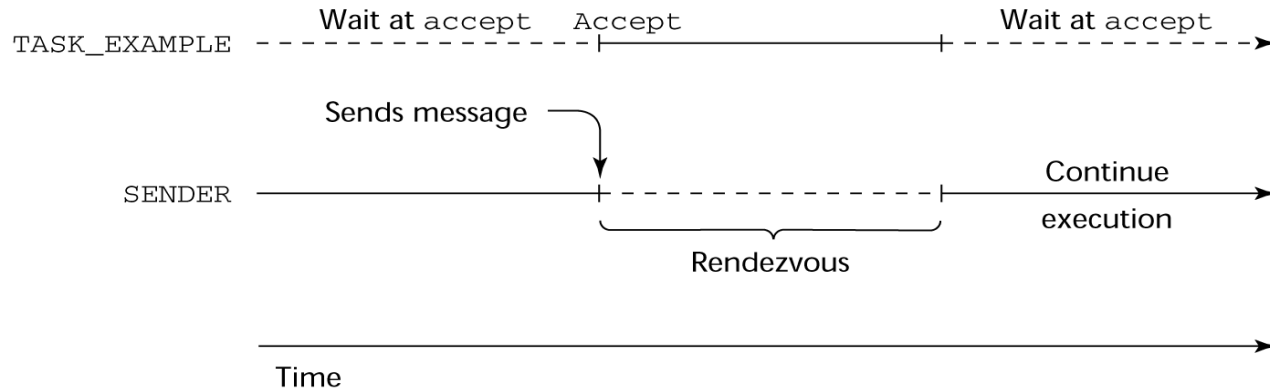 Wait at accept Accept Wait at accept
TASK_EXAMPLE
Sends message
SENDER
Continue
execution
Rendezvous
Time